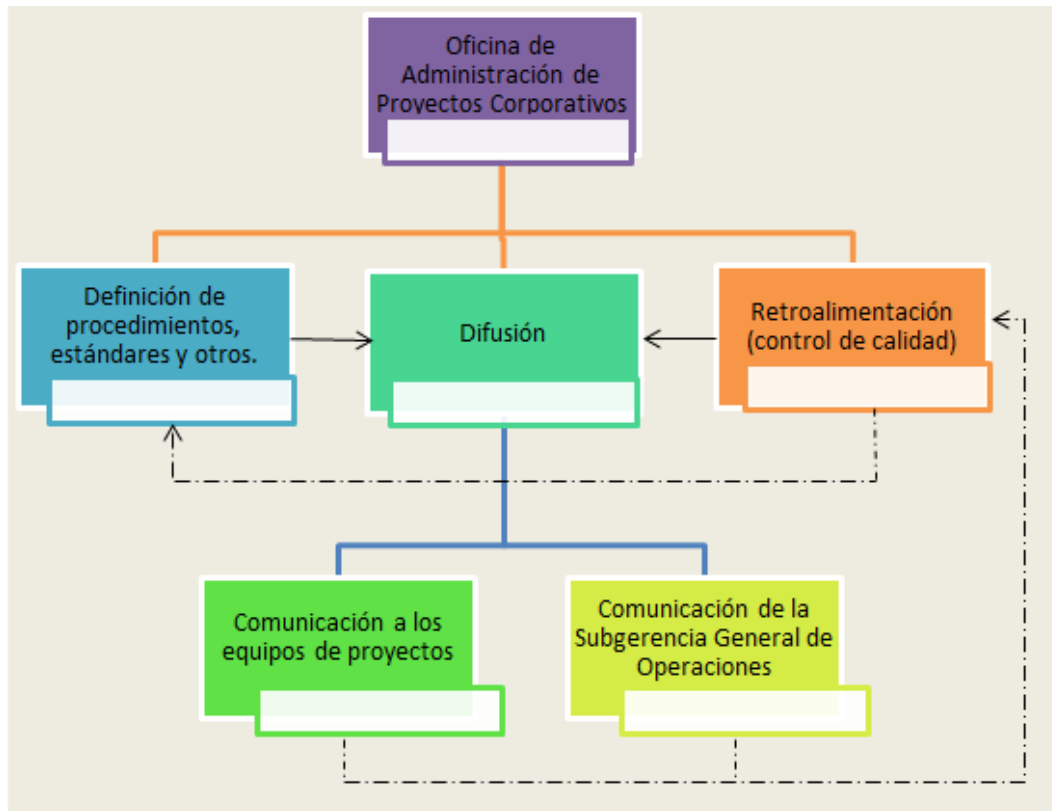 Oficina de
Administración de
Proyectos Corporativos
Definición de
procedimientos,
estándares y otros.
Difusión
Retroalimentación
(control de calidad)
Comunicación a los
equipos de proyectos
Comunicación de la
Subgerencia General de
Operaciones